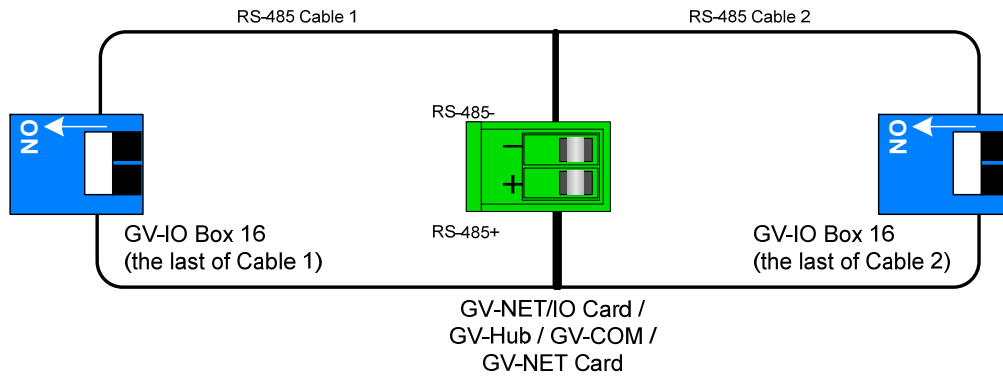 RS-485 Cable 1
RS-485 Cable 2
RS-485-
ON
ON
−
+
RS-485+
GV-IO Box 16
(the last of Cable 1)
GV-IO Box 16
(the last of Cable 2)
GV-NET/IO Card /
GV-Hub / GV-COM /
GV-NET Card